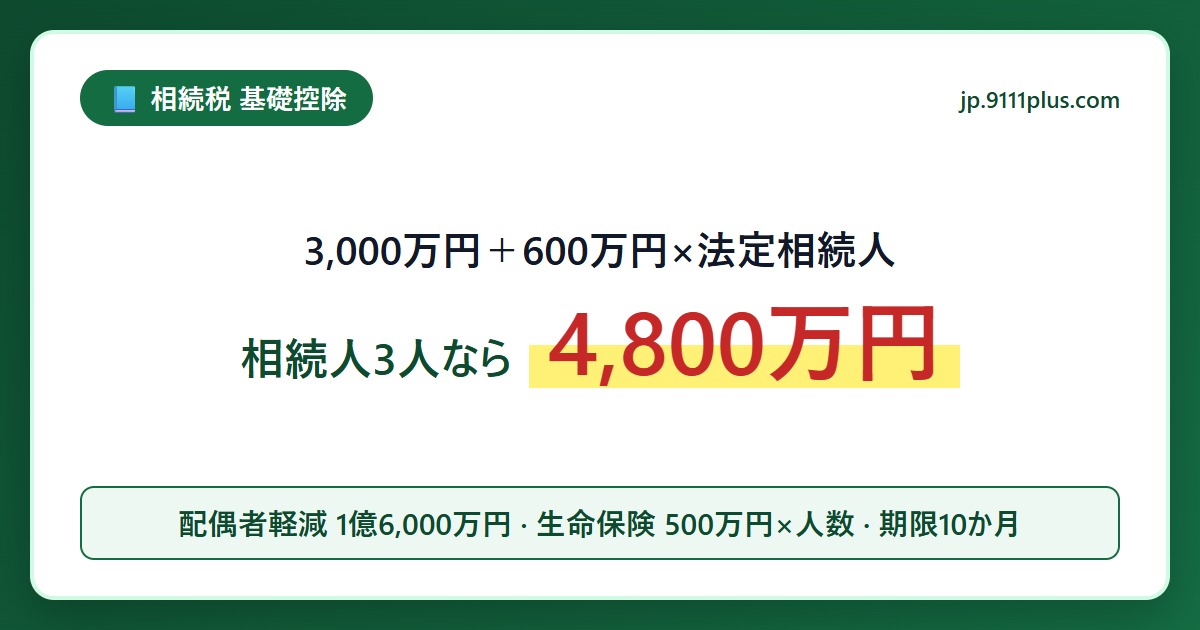 📘 相続税 基礎控除
jp.9111plus.com
3,000万円＋600万円×法定相続人
相続人3人なら 4,800万円
配偶者軽減 1億6,000万円 · 生命保険 500万円×人数 · 期限10か月